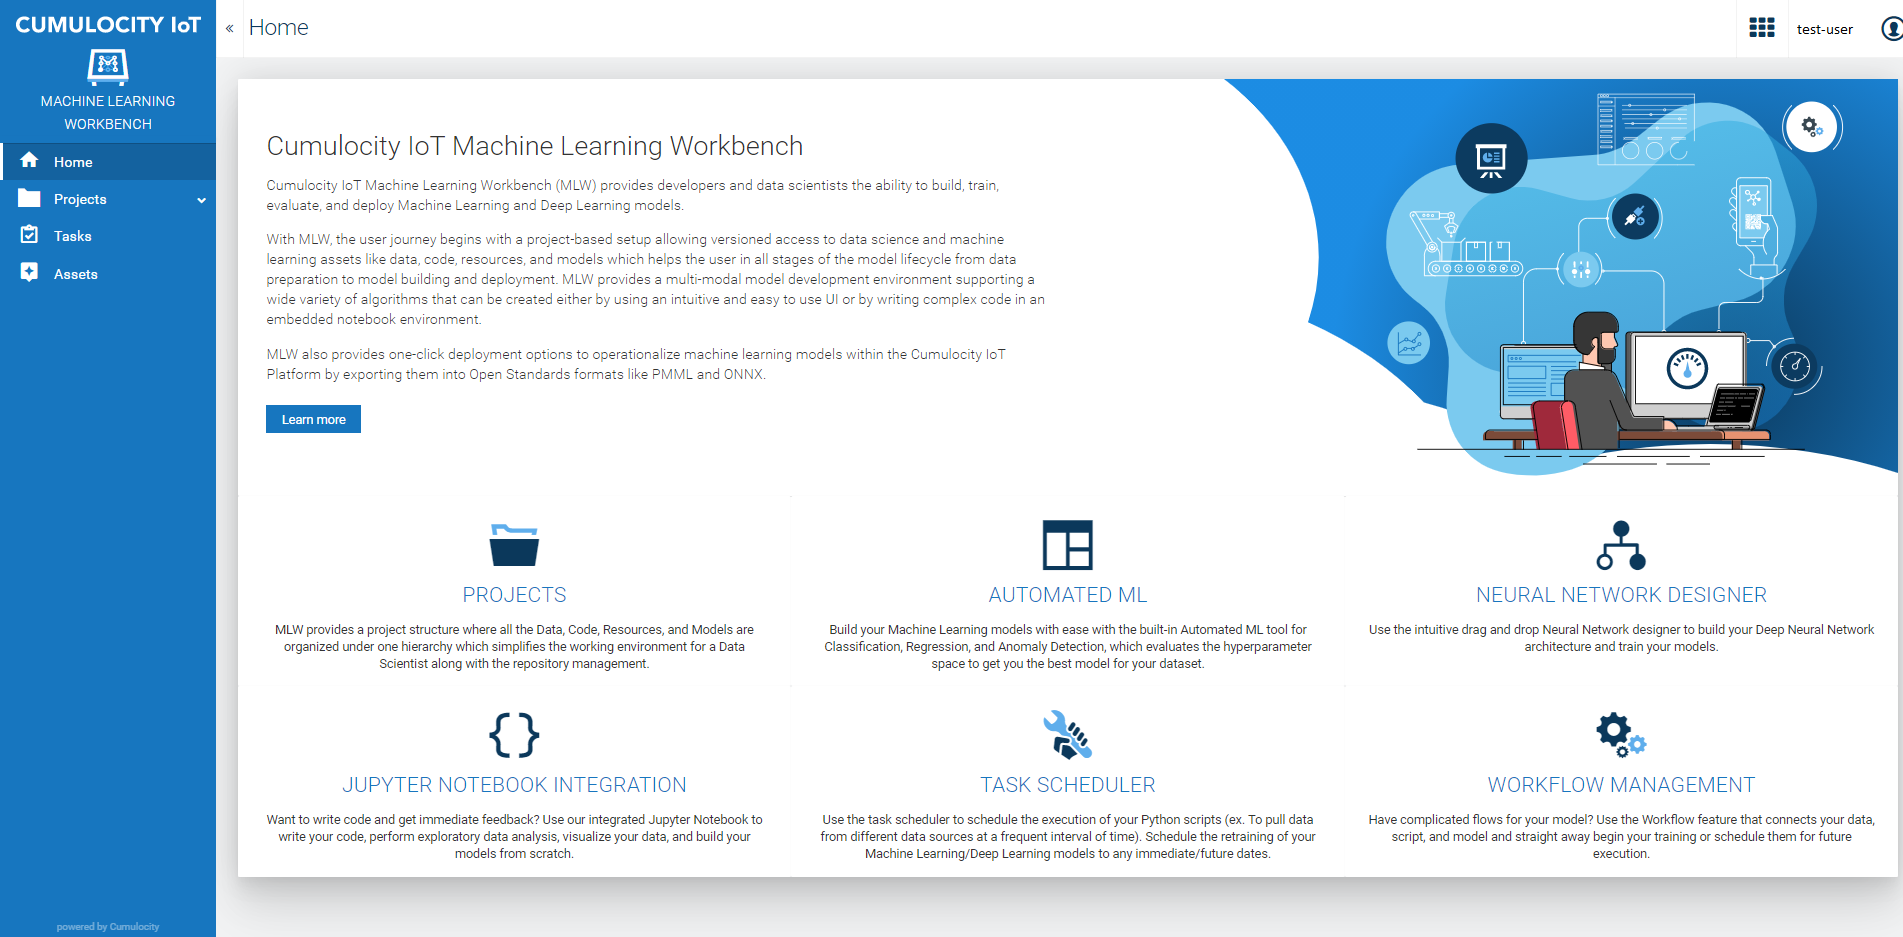 CUMULOCITY IoT
MACHINE LEARNING
WORKBENCH
Home
Projects
Tasks
Assets
powered by Cumulocity
«
Home
test-user
Cumulocity IoT Machine Learning Workbench
Cumulocity IoT Machine Learning Workbench (MLW) provides developers and data scientists the ability to build, train,
evaluate, and deploy Machine Learning and Deep Learning models.
With MLW, the user journey begins with a project-based setup allowing versioned access to data science and machine
learning assets like data, code, resources, and models which helps the user in all stages of the model lifecycle from data
preparation to model building and deployment. MLW provides a multi-modal model development environment supporting a
wide variety of algorithms that can be created either by using an intuitive and easy to use UI or by writing complex code in an
embedded notebook environment.
MLW also provides one-click deployment options to operationalize machine learning models within the Cumulocity IoT
Platform by exporting them into Open Standards formats like PMML and ONNX.
Learn more
PROJECTS
MLW provides a project structure where all the Data, Code, Resources, and Models are
organized under one hierarchy which simplifies the working environment for a Data
Scientist along with the repository management.
AUTOMATED ML
Build your Machine Learning models with ease with the built-in Automated ML tool for
Classification, Regression, and Anomaly Detection, which evaluates the hyperparameter
space to get you the best model for your dataset.
NEURAL NETWORK DESIGNER
Use the intuitive drag and drop Neural Network designer to build your Deep Neural Network
architecture and train your models.
JUPYTER NOTEBOOK INTEGRATION
Want to write code and get immediate feedback? Use our integrated Jupyter Notebook to
write your code, perform exploratory data analysis, visualize your data, and build your
models from scratch.
TASK SCHEDULER
Use the task scheduler to schedule the execution of your Python scripts (ex. To pull data
from different data sources at a frequent interval of time). Schedule the retraining of your
Machine Learning/Deep Learning models to any immediate/future dates.
WORKFLOW MANAGEMENT
Have complicated flows for your model? Use the Workflow feature that connects your data,
script, and model and straight away begin your training or schedule them for future
execution.